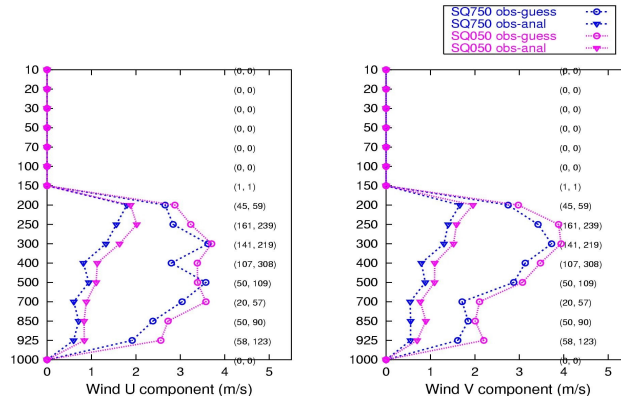 SQ750 obs-guess
SQ750 obs-anal
SQ050 obs-guess
SQ050 obs-anal
10 (0, 0)
20 (0, 0)
30 (0, 0)
50 (0, 0)
70 (0, 0)
100 (0, 0)
150 (1, 1)
200 (45, 59)
250 (161, 239)
300 (141, 219)
400 (107, 308)
500 (50, 109)
700 (20, 57)
850 (50, 90)
925 (58, 123)
1000 (0, 0)
0 1 2 3 4 5
Wind U component (m/s)
10 (0, 0)
20 (0, 0)
30 (0, 0)
50 (0, 0)
70 (0, 0)
100 (0, 0)
150 (1, 1)
200 (45, 59)
250 (161, 239)
300 (141, 219)
400 (107, 308)
500 (50, 109)
700 (20, 57)
850 (50, 90)
925 (58, 123)
1000 (0, 0)
0 1 2 3 4 5
Wind V component (m/s)